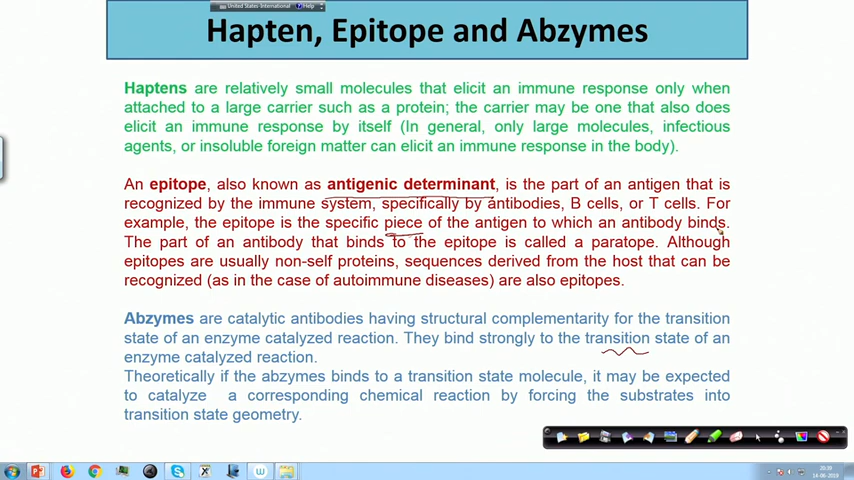 United States-International
Help
Hapten, Epitope and Abzymes
Haptens are relatively small molecules that elicit an immune response only when
attached to a large carrier such as a protein; the carrier may be one that also does
elicit an immune response by itself (In general, only large molecules, infectious
agents, or insoluble foreign matter can elicit an immune response in the body).
An epitope, also known as antigenic determinant, is the part of an antigen that is
recognized by the immune system, specifically by antibodies, B cells, or T cells. For
example, the epitope is the specific piece of the antigen to which an antibody binds.
The part of an antibody that binds to the epitope is called a paratope. Although
epitopes are usually non-self proteins, sequences derived from the host that can be
recognized (as in the case of autoimmune diseases) are also epitopes.
Abzymes are catalytic antibodies having structural complementarity for the transition
state of an enzyme catalyzed reaction. They bind strongly to the transition state of an
enzyme catalyzed reaction.
Theoretically if the abzymes binds to a transition state molecule, it may be expected
to catalyze a corresponding chemical reaction by forcing the substrates into
transition state geometry.
20:39
14-06-2018